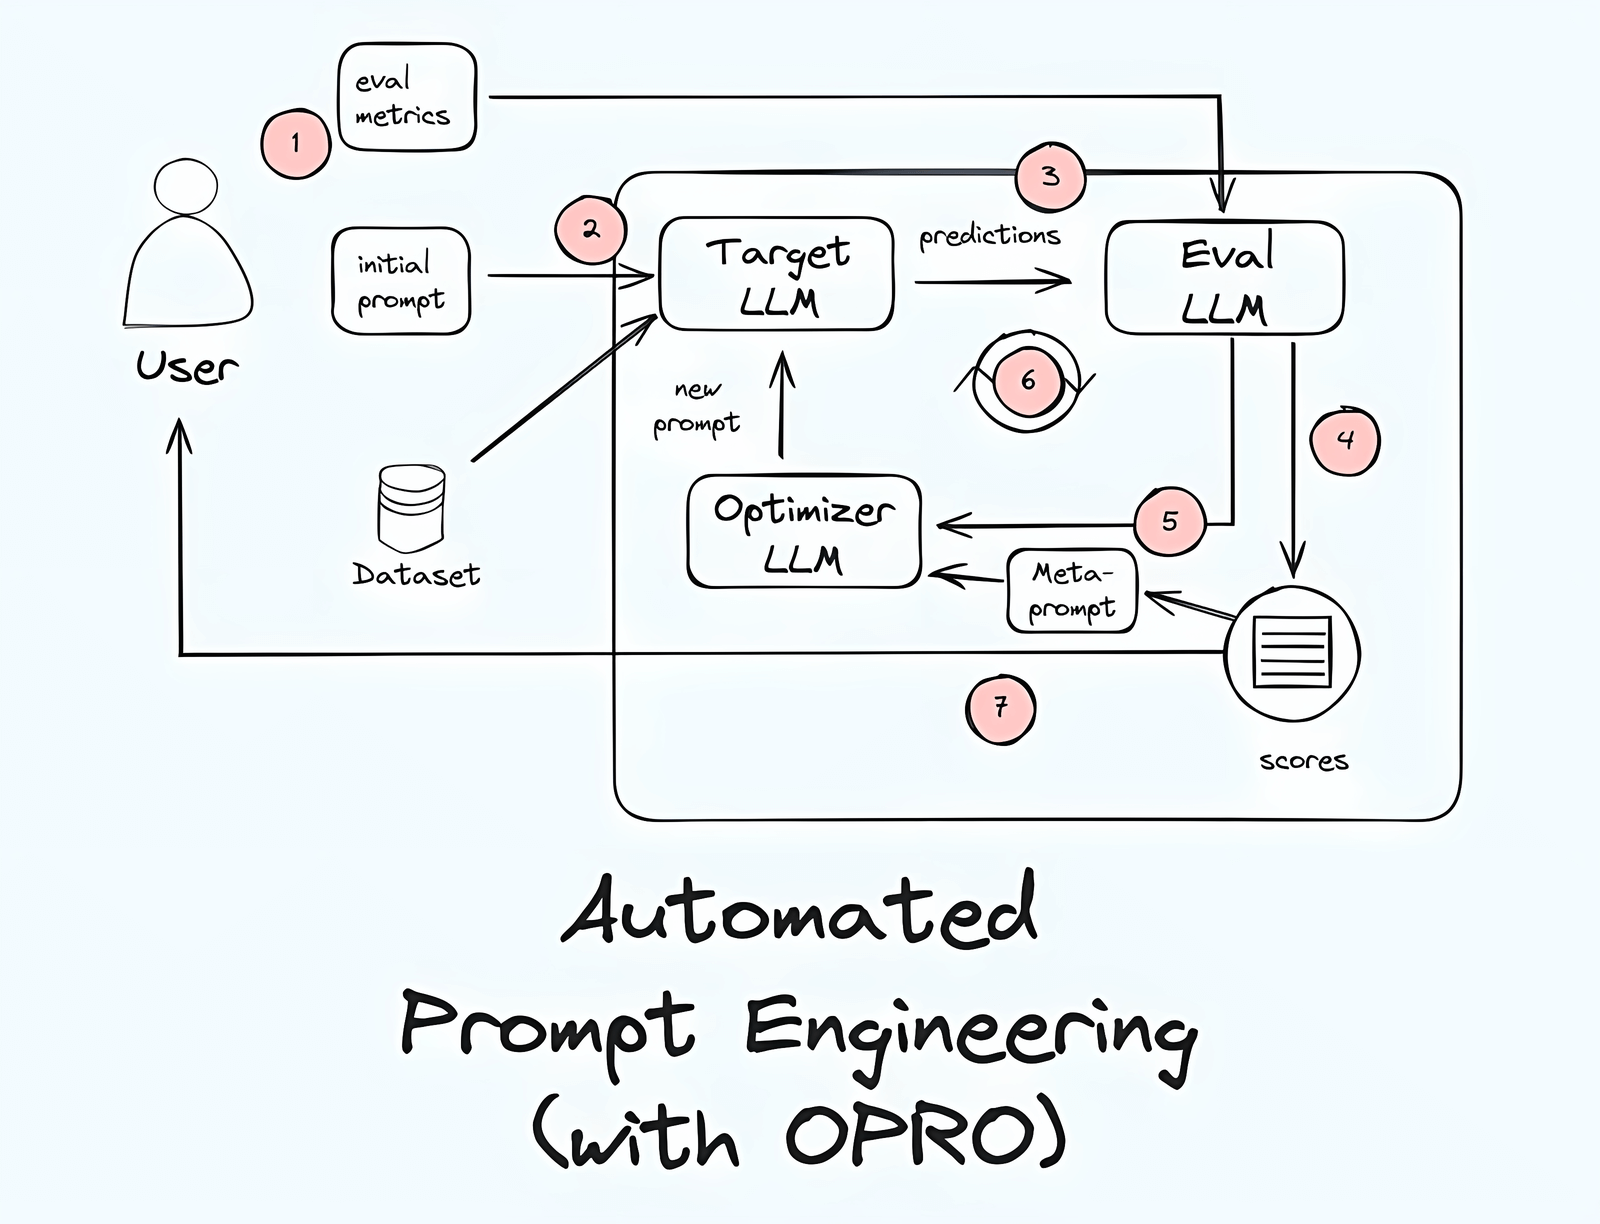 eval
metrics
1
3
2
predictions
Target
LLM
Eval
LLM
initial
prompt
User
new
prompt
6
4
Optimizer
LLM
5
Dataset
Meta-
prompt
7
scores
Automated
Prompt Engineering
(with OPRO)